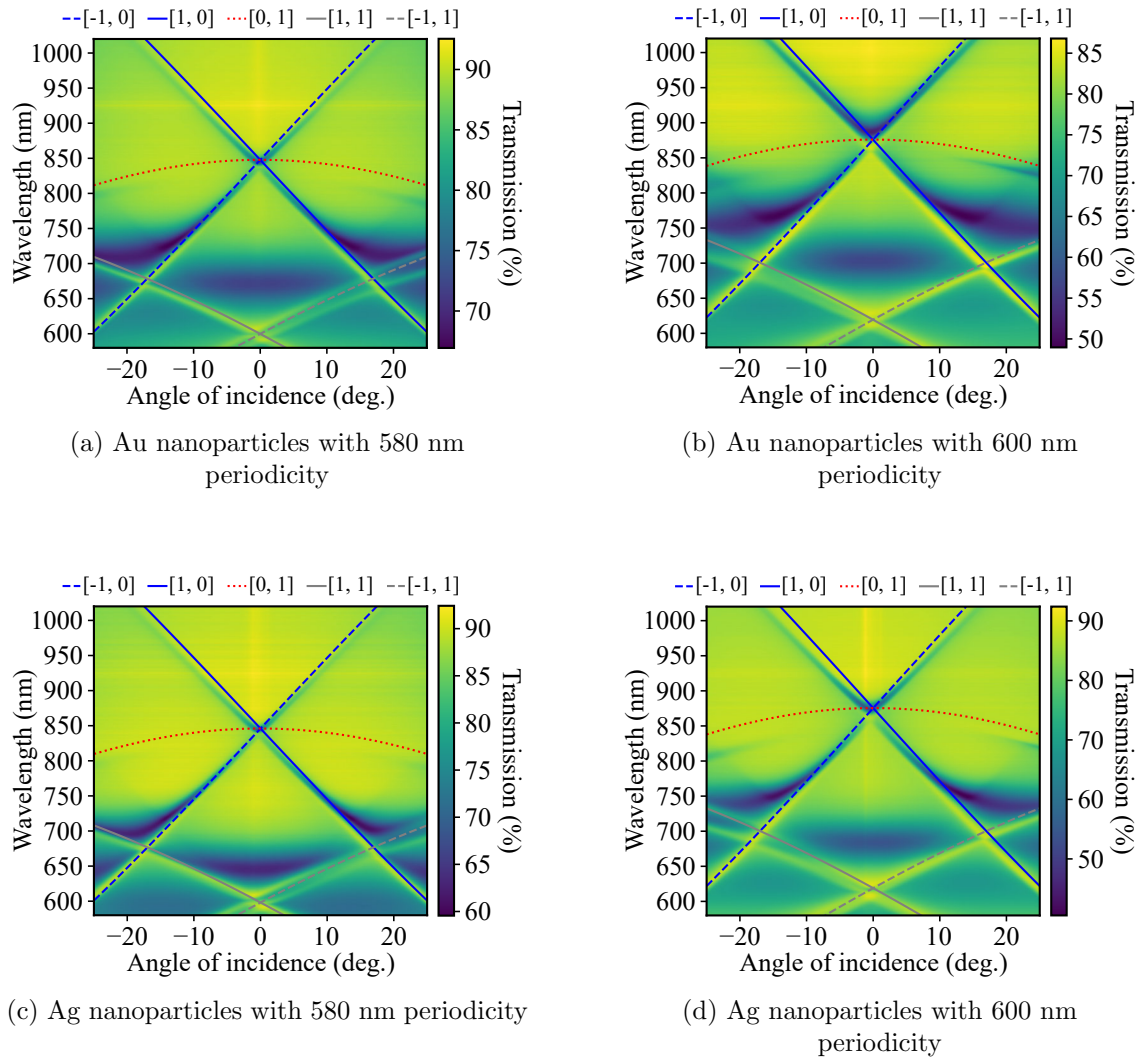 [-1, 0] [1, 0] [0, 1] [1, 1] [-1, 1]
1000
950
900
850
800
750
700
650
600
Wavelength (nm)
−20 −10 0 10 20
Angle of incidence (deg.)
90
85
80
75
70
Transmission (%)
(a) Au nanoparticles with 580 nm
periodicity
[-1, 0] [1, 0] [0, 1] [1, 1] [-1, 1]
1000
950
900
850
800
750
700
650
600
Wavelength (nm)
−20 −10 0 10 20
Angle of incidence (deg.)
85
80
75
70
65
60
55
50
Transmission (%)
(b) Au nanoparticles with 600 nm
periodicity
[-1, 0] [1, 0] [0, 1] [1, 1] [-1, 1]
1000
950
900
850
800
750
700
650
600
Wavelength (nm)
−20 −10 0 10 20
Angle of incidence (deg.)
90
85
80
75
70
65
60
Transmission (%)
(c) Ag nanoparticles with 580 nm periodicity
[-1, 0] [1, 0] [0, 1] [1, 1] [-1, 1]
1000
950
900
850
800
750
700
650
600
Wavelength (nm)
−20 −10 0 10 20
Angle of incidence (deg.)
90
80
70
60
50
Transmission (%)
(d) Ag nanoparticles with 600 nm
periodicity